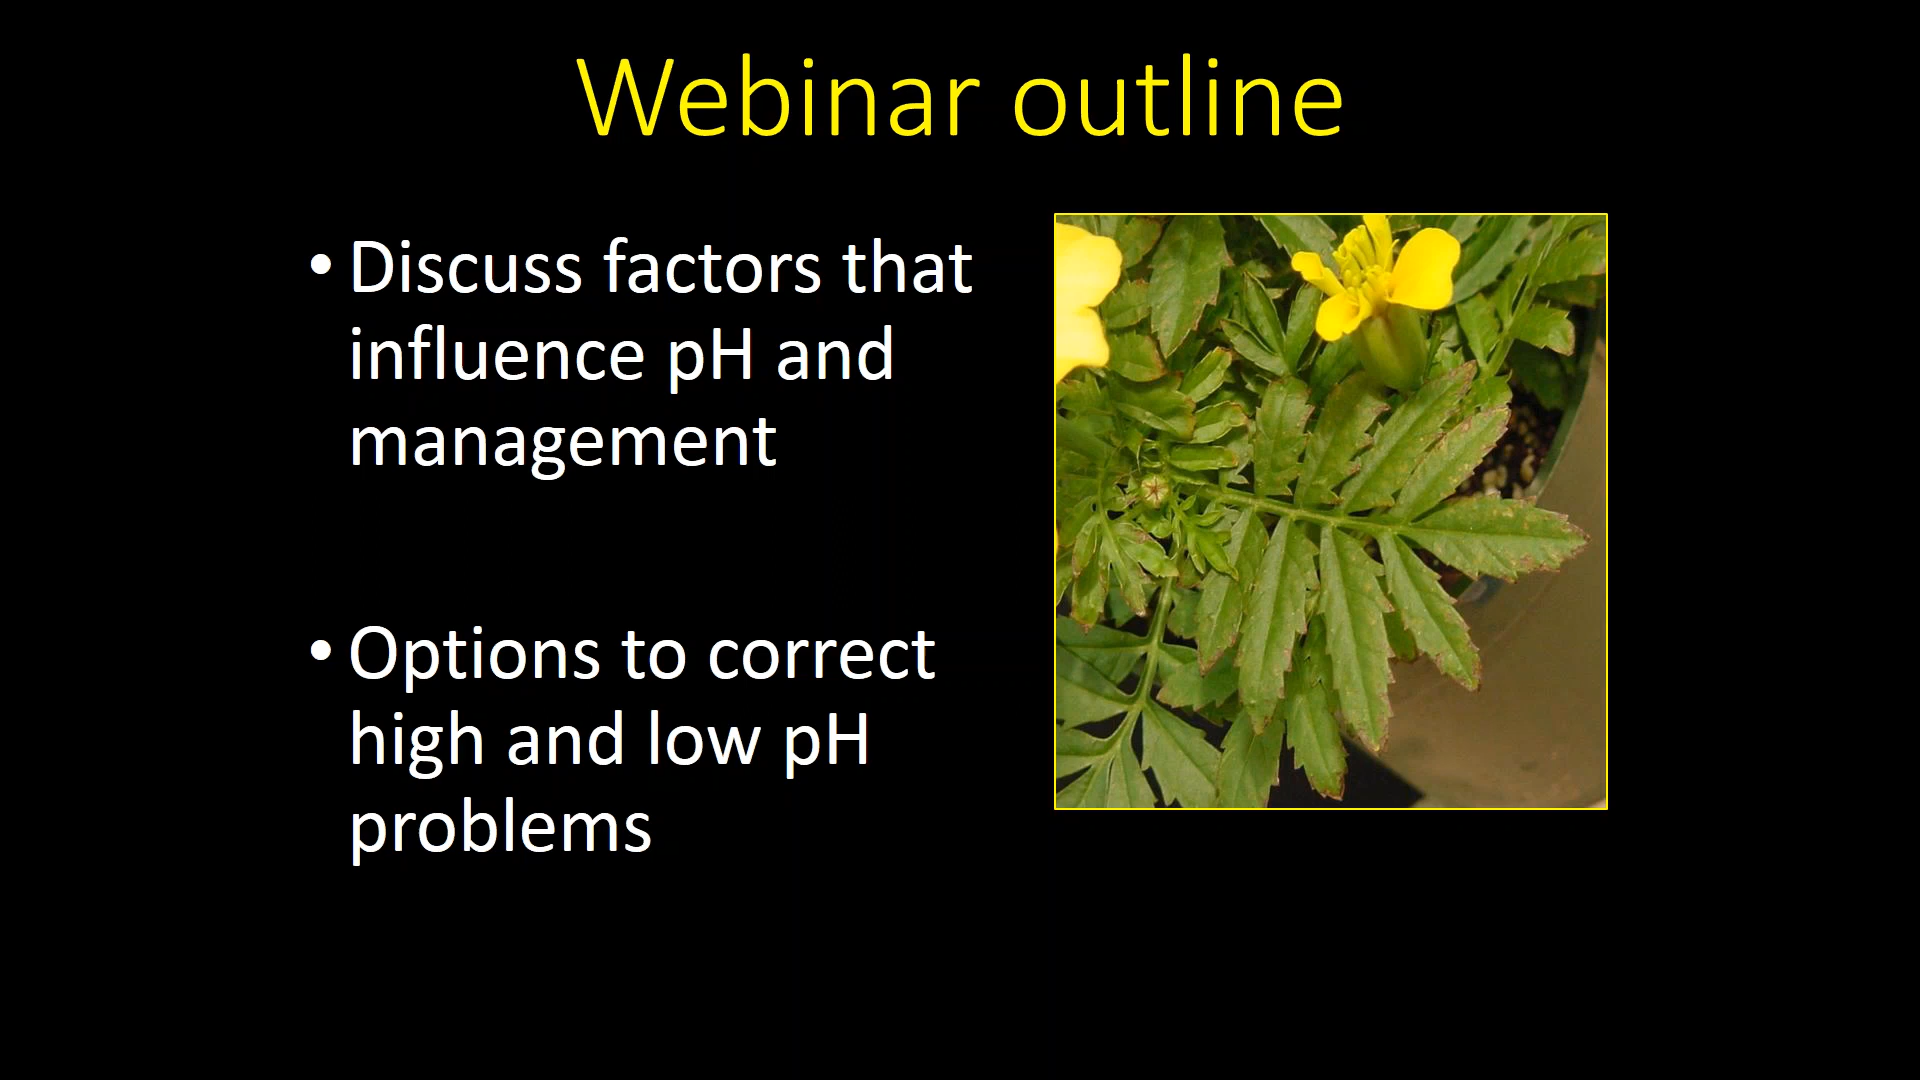 Webinar outline
• Discuss factors that
influence pH and
management
• Options to correct
high and low pH
problems